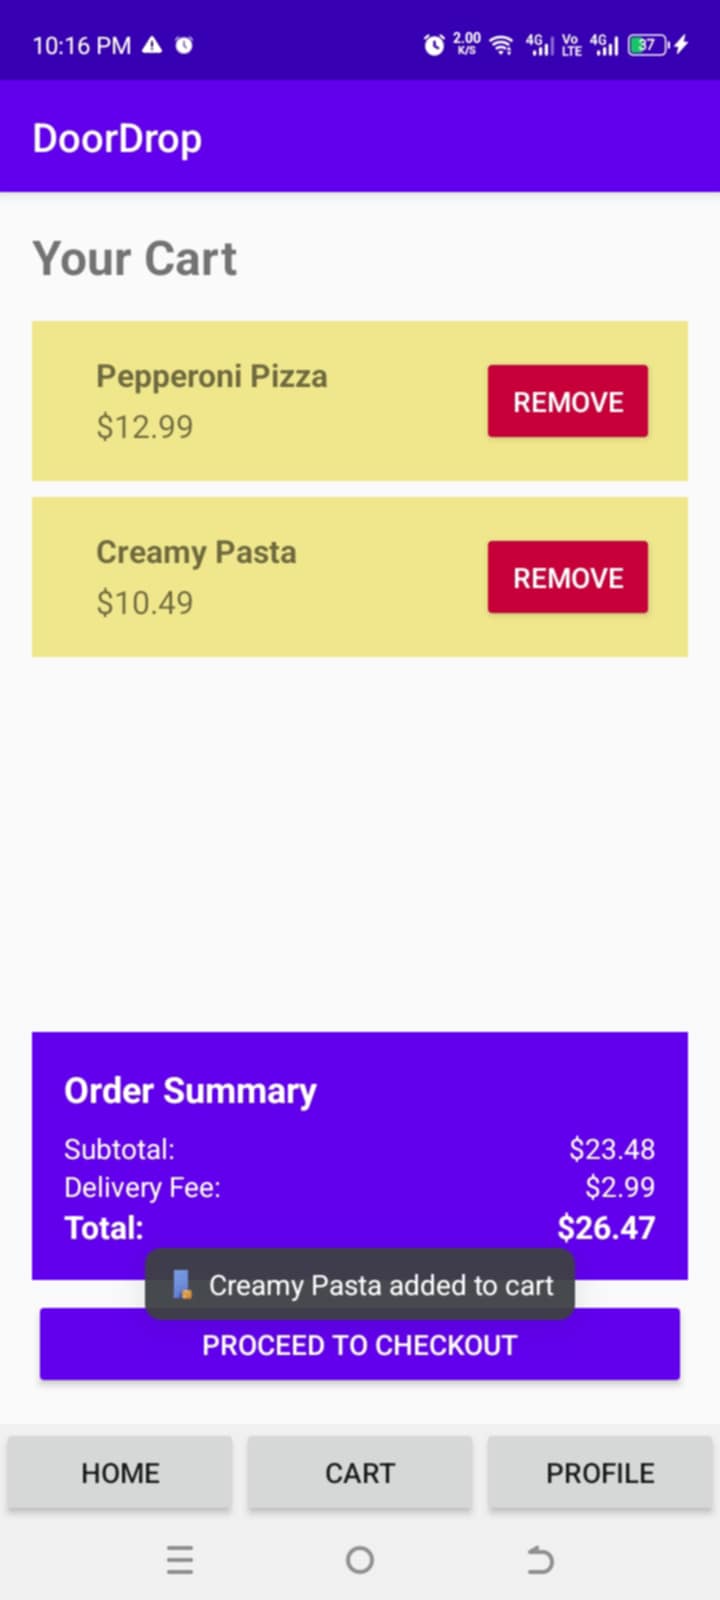 10:16 PM 2.00 K/S 4G Vo LTE 4G 37
DoorDrop
Your Cart
Pepperoni Pizza
$12.99
REMOVE
Creamy Pasta
$10.49
REMOVE
Order Summary
Subtotal: $23.48
Delivery Fee: $2.99
Total: $26.47
Creamy Pasta added to cart
PROCEED TO CHECKOUT
HOME CART PROFILE